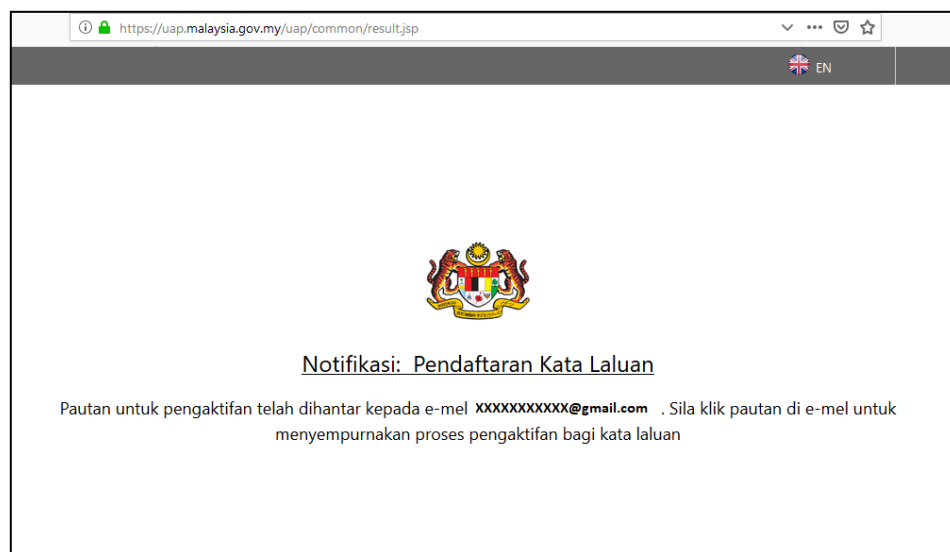 https://uap.malaysia.gov.my/uap/common/result.jsp
EN
Notifikasi: Pendaftaran Kata Laluan
Pautan untuk pengaktifan telah dihantar kepada e-mel XXXXXXXXXXX@gmail.com . Sila klik pautan di e-mel untuk
menyempurnakan proses pengaktifan bagi kata laluan